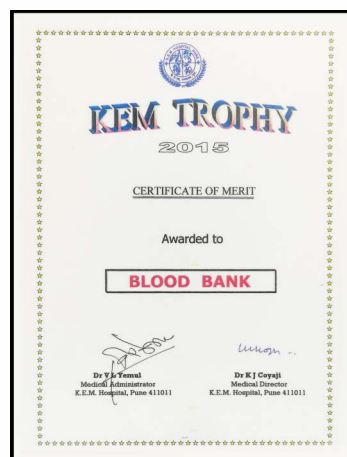 KEM TROPHY
2015
CERTIFICATE OF MERIT
Awarded to
BLOOD BANK
Dr V L Yemul
Medical Administrator
K.E.M. Hospital, Pune 411011
Dr K J Coyaji
Medical Director
K.E.M. Hospital, Pune 411011